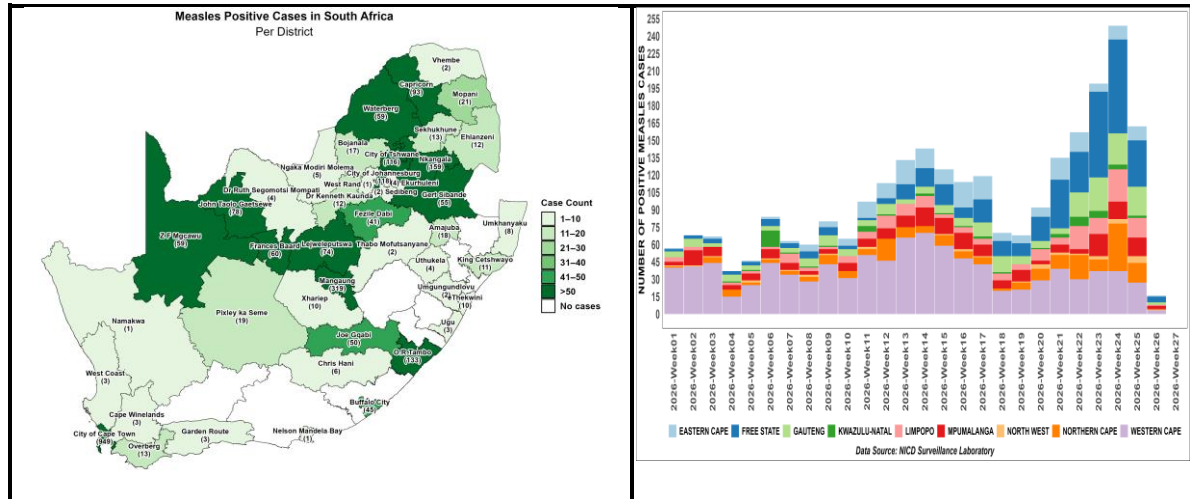 Measles Positive Cases in South Africa
Per District
Vhembe
(2)
Capricorn
(93)
Mopani
(21)
Waterberg
(59)
Sekhukhune
(13)
Ehlanzeni
(12)
Bojanala
(17)
City of Tshwane
Nkangala
(159)
Ngaka Modiri Molema
(5)
City of Johannesburg
West Rand (1)
Ekurhuleni
(2) Sedibeng
Gert Sibande
(55)
Dr Ruth Segomotsi Mompati
(4)
Dr Kenneth Kaunda
(12)
John Taolo Gaetsewe
Fezile Dabi
(41)
Umkhanyakude
(8)
Amajuba
Z F Mgcawu
(59)
Frances Baard
(60)
Lejweleputswa
(74)
Thabo Mofutsanyane
(2)
Uthukela
(4)
King Cetshwayo
(11)
Mangaung
(319)
Umgungundlovu
(2)
eThekwini
(10)
Xhariep
(10)
Ugu
(3)
Pixley ka Seme
(19)
Namakwa
(1)
Joe Gqabi
(50)
O.R.Tambo
(133)
Chris Hani
(6)
West Coast
(3)
Buffalo City
(45)
Cape Winelands
(3)
City of Cape Town
(949)
Overberg
(13)
Garden Route
(3)
Nelson Mandela Bay
(1)
Case Count
1–10
11–20
21–30
31–40
41–50
>50
No cases
NUMBER OF POSITIVE MEASLES CASES
255
240
225
210
195
180
165
150
135
120
105
90
75
60
45
30
15
0
2026-Week01
2026-Week02
2026-Week03
2026-Week04
2026-Week05
2026-Week06
2026-Week07
2026-Week08
2026-Week09
2026-Week10
2026-Week11
2026-Week12
2026-Week13
2026-Week14
2026-Week15
2026-Week16
2026-Week17
2026-Week18
2026-Week19
2026-Week20
2026-Week21
2026-Week22
2026-Week23
2026-Week24
2026-Week25
2026-Week26
2026-Week27
EASTERN CAPE FREE STATE GAUTENG KWAZULU-NATAL LIMPOPO MPUMALANGA NORTH WEST NORTHERN CAPE WESTERN CAPE
Data Source: NICD Surveillance Laboratory